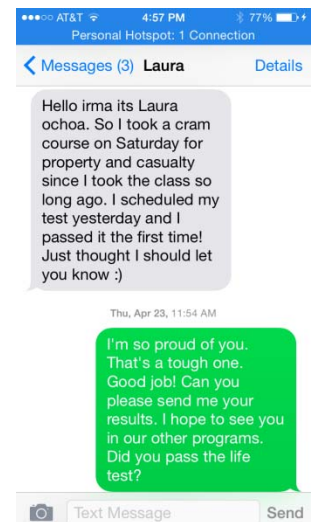 AT&T 4:57 PM 77%
Personal Hotspot: 1 Connection
Messages (3) Laura Details
Hello irma its Laura
ochoa. So I took a cram
course on Saturday for
property and casualty
since I took the class so
long ago. I scheduled my
test yesterday and I
passed it the first time!
Just thought I should let
you know :)
Thu, Apr 23, 11:54 AM
I'm so proud of you.
That's a tough one.
Good job! Can you
please send me your
results. I hope to see you
in our other programs.
Did you pass the life
test?
Text Message Send